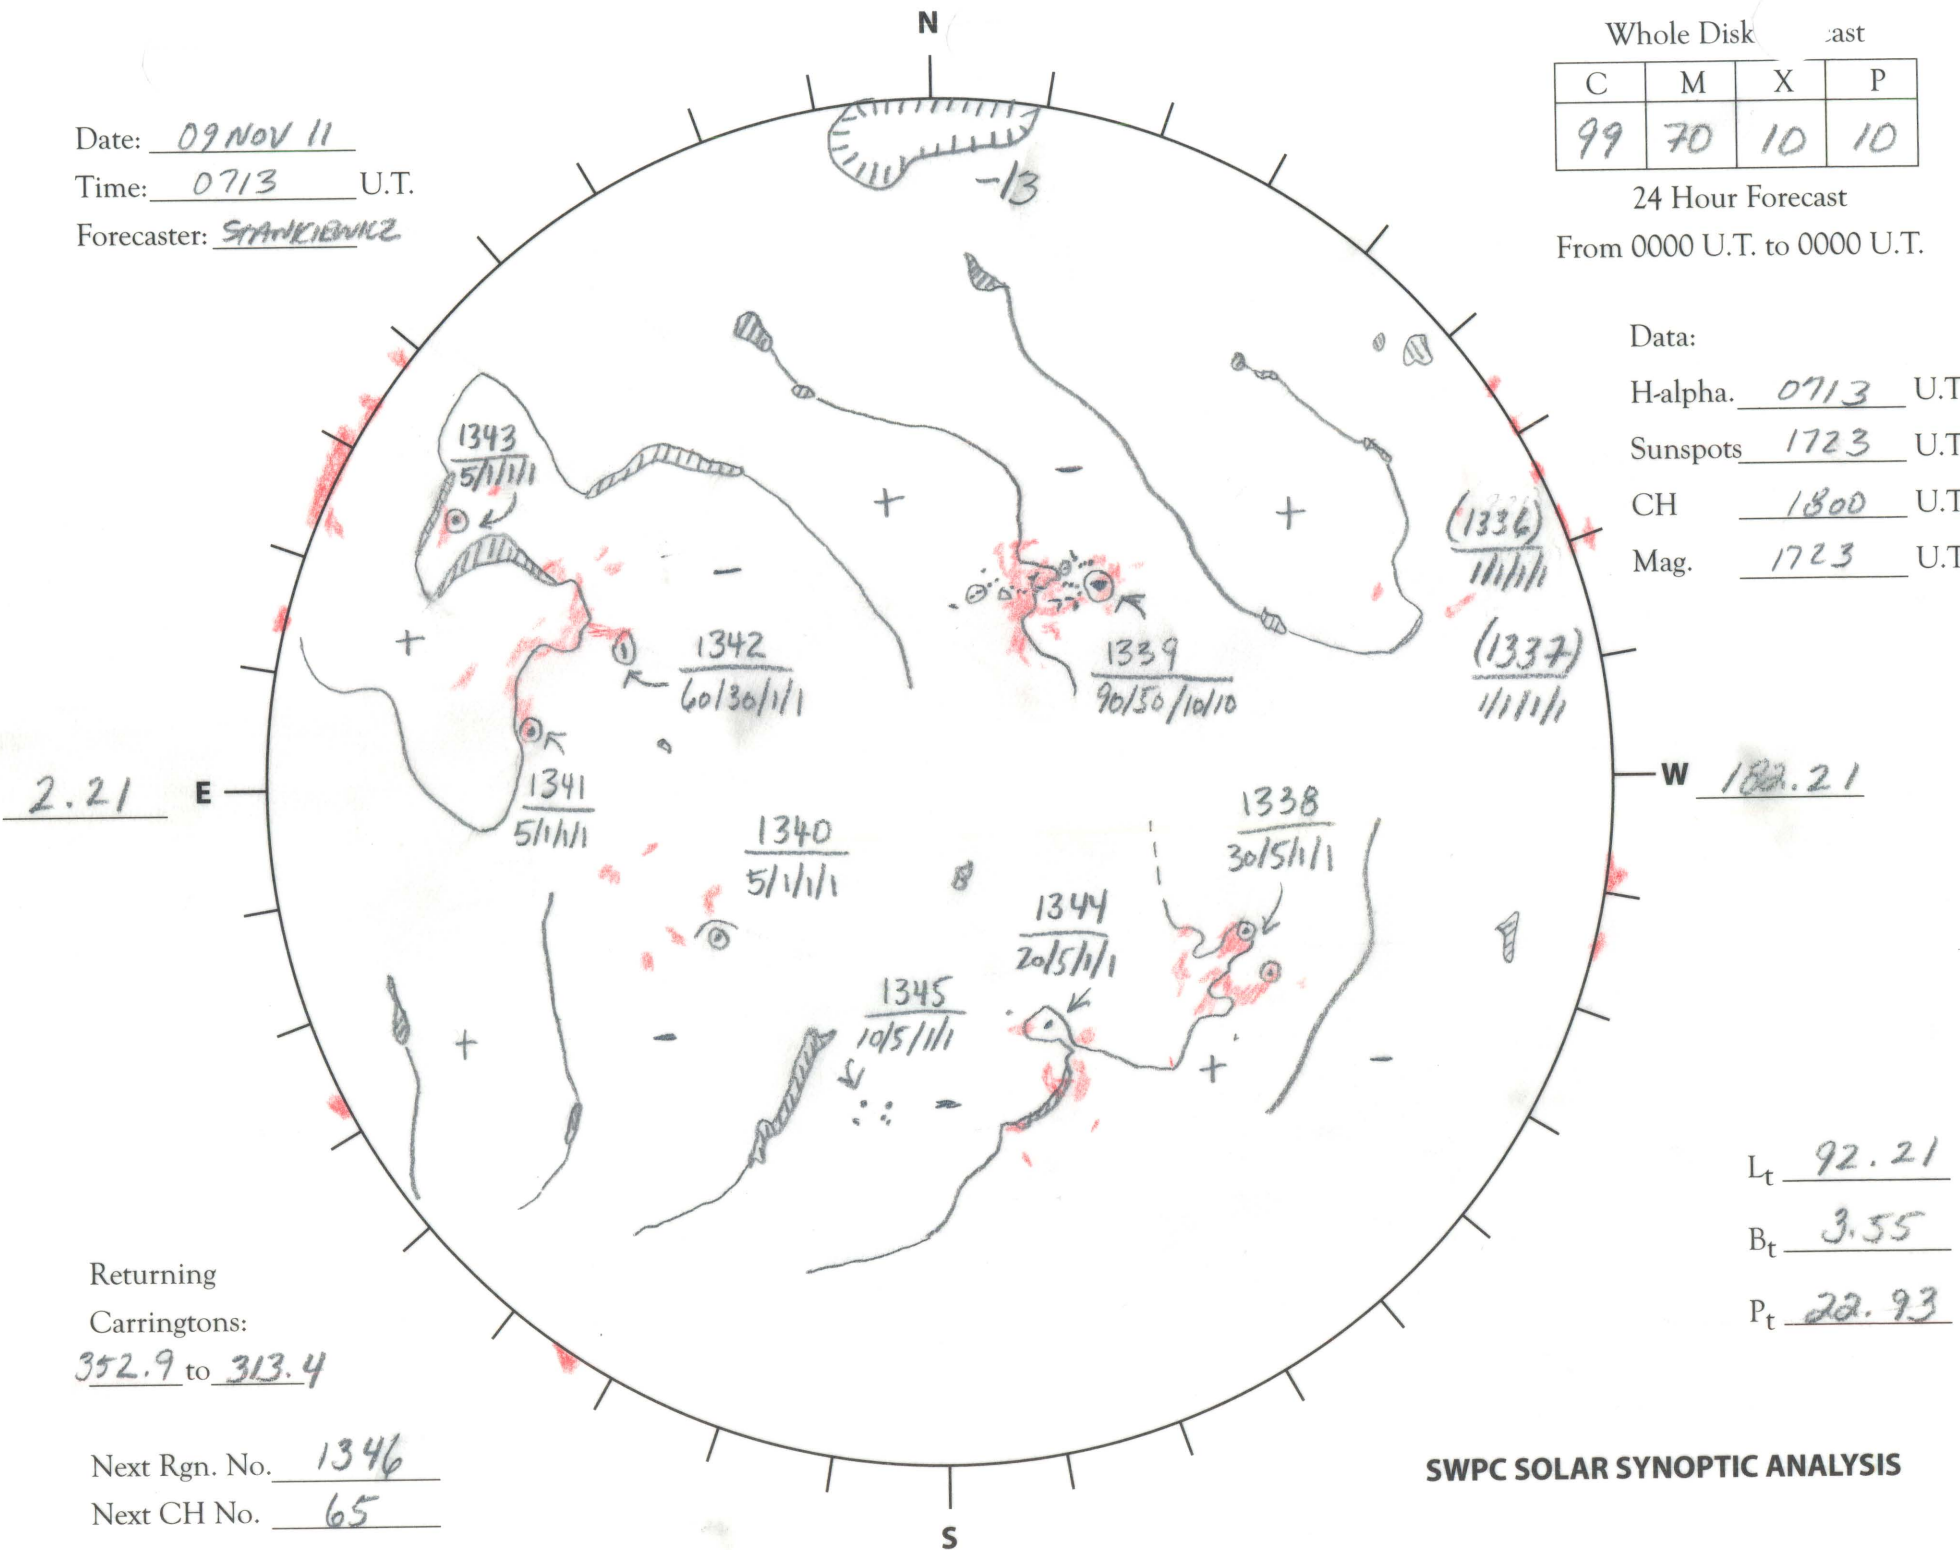 N
Whole Disk ast
C M X P
99 70 10 10
24 Hour Forecast
From 0000 U.T. to 0000 U.T.
Date: 09 NOV 11
Time: 0713 U.T.
Forecaster: STANKIEWICZ
-13
Data:
H-alpha. 0713 U.T
Sunspots 1723 U.T
CH 1800 U.T
Mag. 1723 U.T
1343
5/1/1/1
+
-
+
(1336)
1/1/1/1
-
+
1342
60/30/1/1
1339
90/50/10/10
(1337)
1/1/1/1
2.21 E
W 182.21
1341
5/1/1/1
1340
5/1/1/1
1338
30/5/1/1
1344
20/5/1/1
1345
10/5/1/1
+
-
-
+
-
Lt 92.21
Bt 3.55
Pt 22.93
Returning
Carringtons:
352.9 to 313.4
Next Rgn. No. 1346
Next CH No. 65
SWPC SOLAR SYNOPTIC ANALYSIS
S